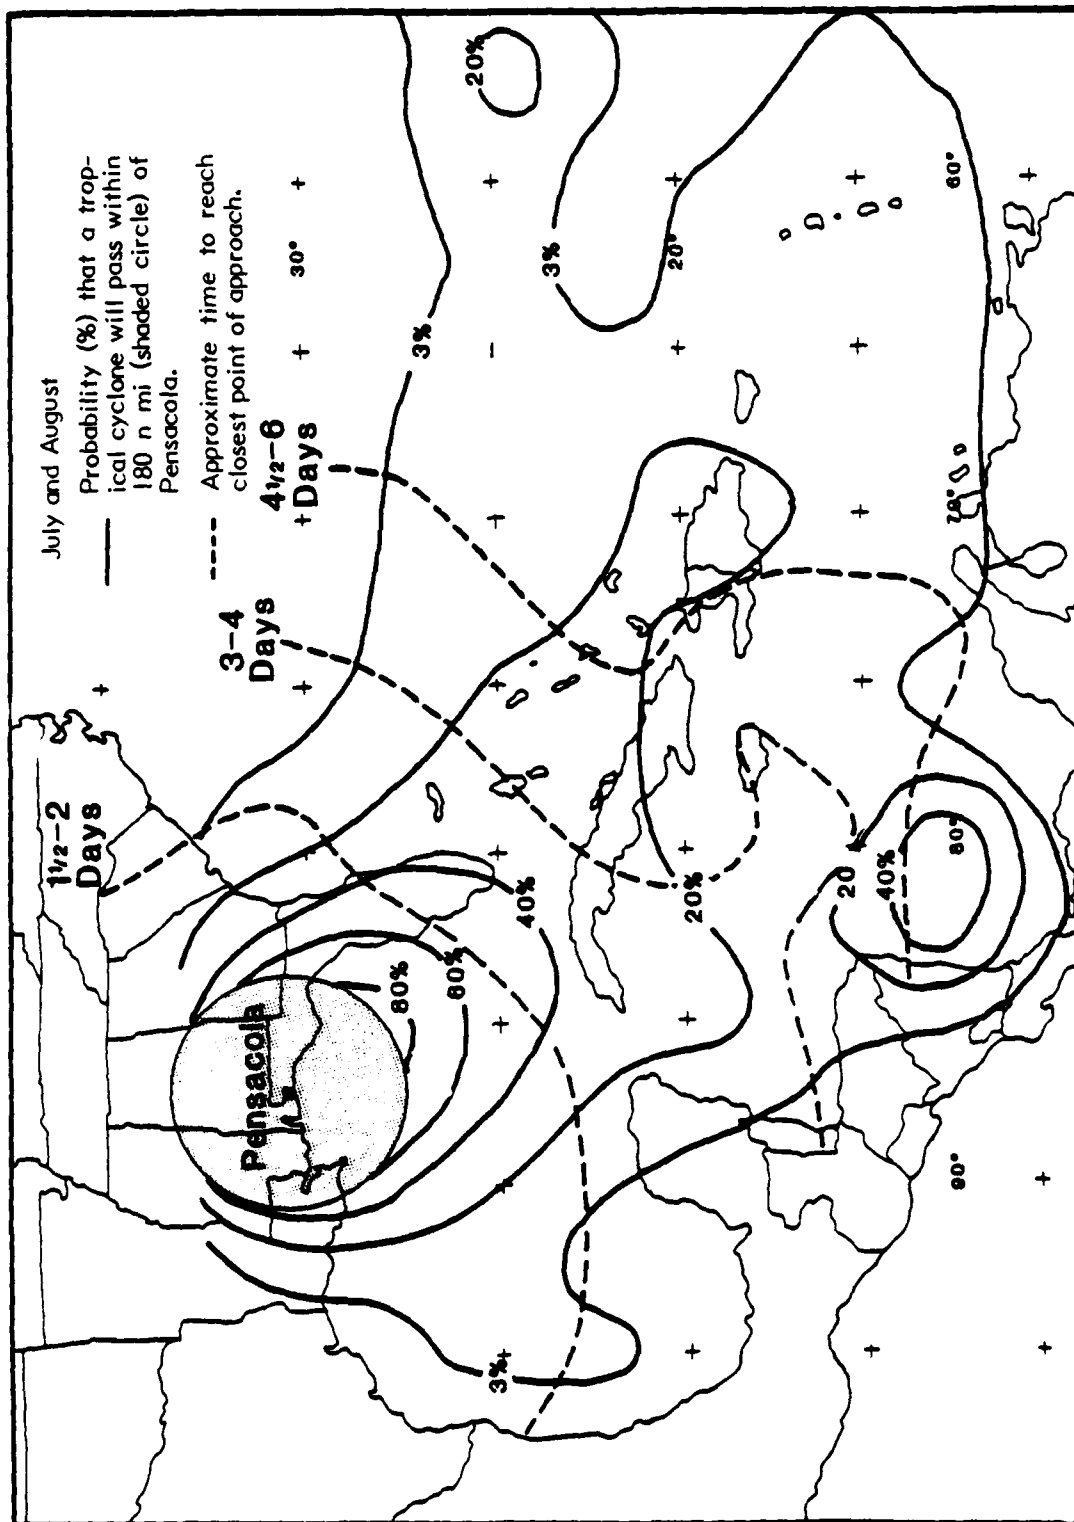 July and August
Probability (%) that a trop-
ical cyclone will pass within
180 n mi (shaded circle) of
Pensacola.
Approximate time to reach
closest point of approach.
1½-2
Days
3-4
Days
4½-6
Days
Pensacola
80%
60%
40%
20%
3%
3%
3%
20%
20
40%
30°
20°
60°
70°
80°
90°